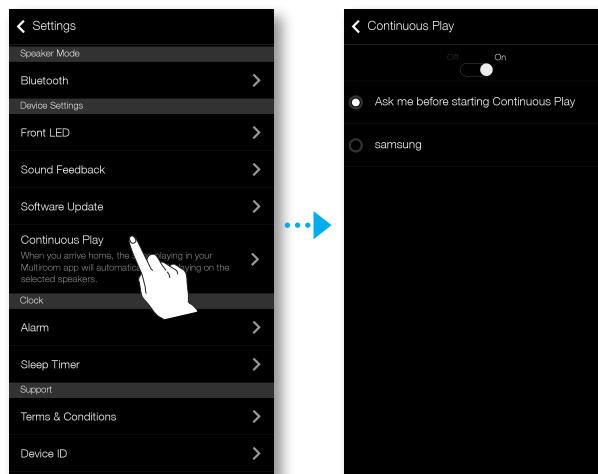 Settings
Speaker Mode
Bluetooth
Device Settings
Front LED
Sound Feedback
Software Update
Continuous Play
When you arrive home, the playing in your
Multiroom app will playing on the
selected speakers.
Clock
Alarm
Sleep Timer
Support
Terms & Conditions
Device ID
Continuous Play
Off On
Ask me before starting Continuous Play
samsung